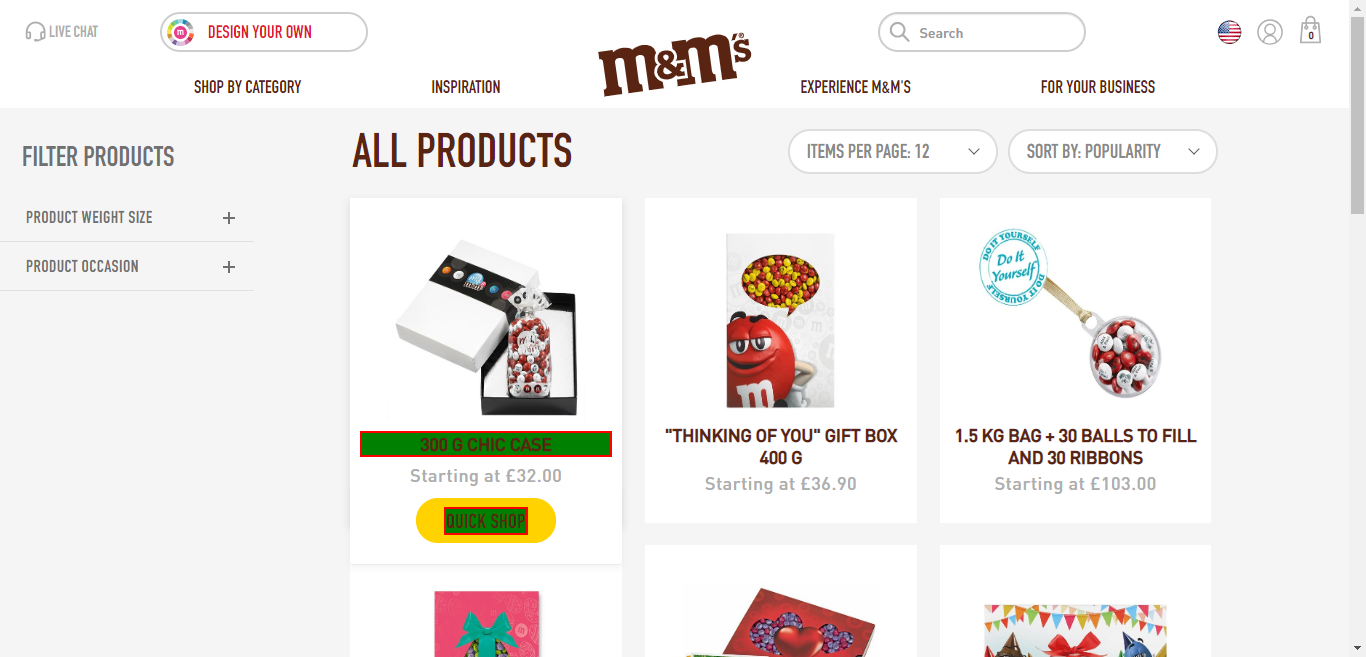 LIVE CHAT
DESIGN YOUR OWN
m&m's
Search
0
SHOP BY CATEGORY
INSPIRATION
EXPERIENCE M&M'S
FOR YOUR BUSINESS
FILTER PRODUCTS
PRODUCT WEIGHT SIZE
PRODUCT OCCASION
ALL PRODUCTS
ITEMS PER PAGE: 12
SORT BY: POPULARITY
300 G CHIC CASE
Starting at £32.00
QUICK SHOP
m
"THINKING OF YOU" GIFT BOX
400 G
Starting at £36.90
DO IT YOURSELF
Do It
Yourself
DO IT YOURSELF
1.5 KG BAG + 30 BALLS TO FILL
AND 30 RIBBONS
Starting at £103.00